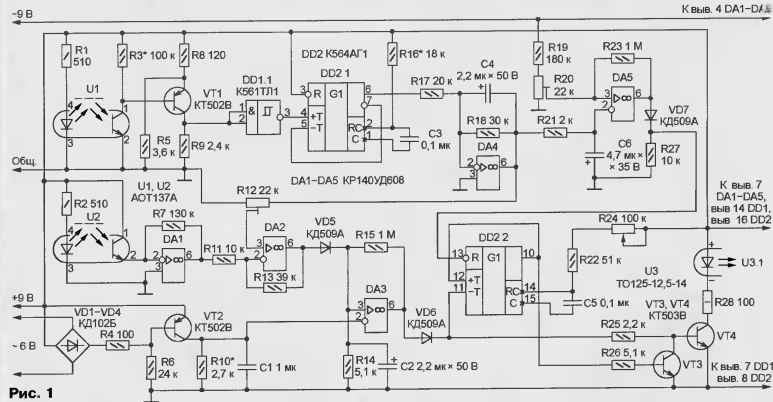 −9 В
К выв. 4 DA1–DA5
R1 510
R3* 100 к
R8 120
DD2 К564АГ1
R16* 18 к
C4 2,2 мк × 50 В
R19 180 к
R23 1 М
U1
VT1 КТ502В
DD1.1 К561ТЛ1
DD2 1
R17 20 к
R20 22 к
DA5
VD7 КД509А
R G1
+T
−T
RC
C
R5 3,6 к
R9 2,4 к
C3 0,1 мк
R18 30 к
DA4
R21 2 к
C6 4,7 мк × × 35 В
R27 10 к
Общ.
U1, U2 АОТ137А
R12 22 к
DA1–DA5 КР140УД608
К выв. 7 DA1–DA5, выв 14 DD1, выв 16 DD2
R2 510
U2
R7 130 к
DA1
R11 10 к
DA2
VD5 КД509А
R15 1 М
DD2 2
R24 100 к
R13 39 к
R G1
+T
−T
RC
C
R22 51 к
U3 ТО125-12,5-14
U3.1
+9 В
VD1–VD4 КД102Б
VT2 КТ502В
DA3
VD6 КД509А
C5 0,1 мк
VT3, VT4 КТ503В
R28 100
R4 100
~6 В
R6 24 к
R10* 2,7 к
C1 1 мк
R14 5,1 к
C2 2,2 мк × 50 В
R25 2,2 к
R26 5,1 к
VT4
VT3
К выв. 7 DD1 выв. 8 DD2
Рис. 1